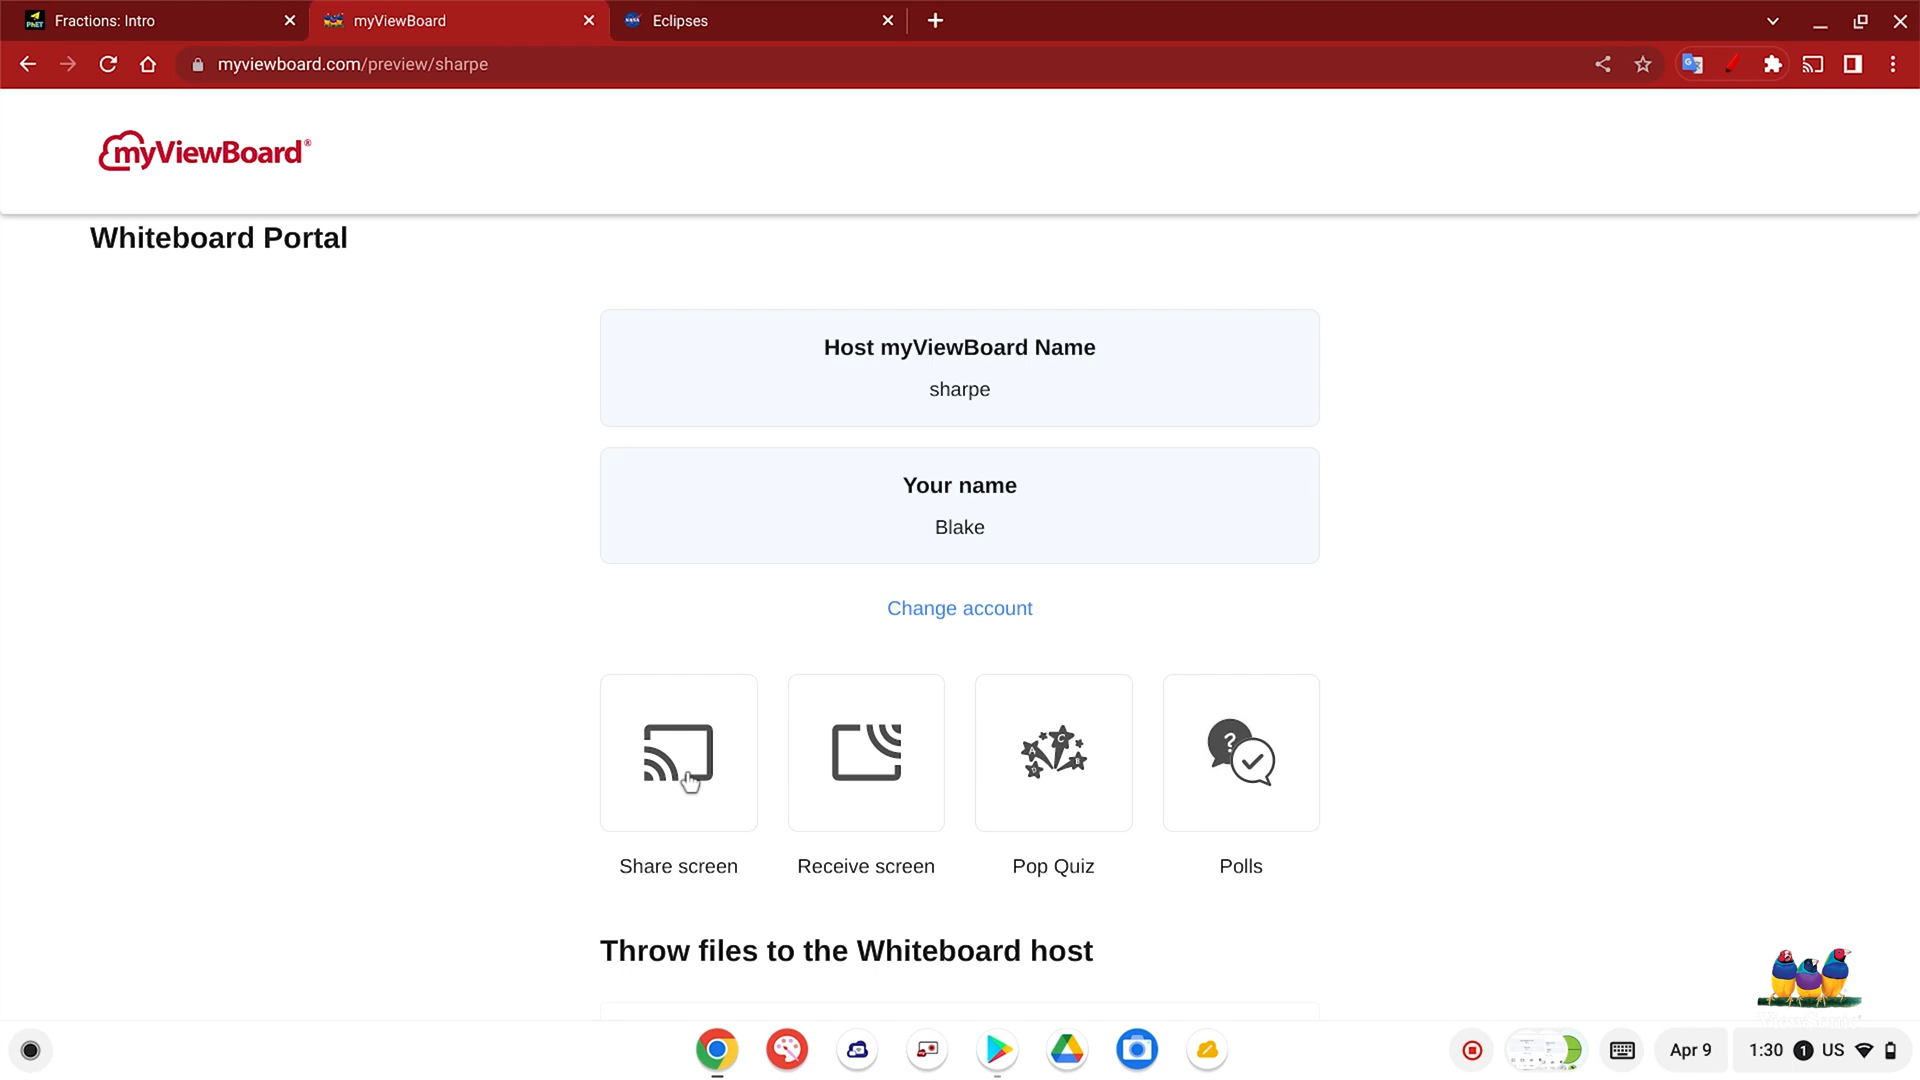 Fractions: Intro
myViewBoard
Eclipses
myviewboard.com/preview/sharpe
myViewBoard®
Whiteboard Portal
Host myViewBoard Name
sharpe
Your name
Blake
Change account
Share screen
Receive screen
Pop Quiz
Polls
Throw files to the Whiteboard host
Apr 9
1:30
1
US